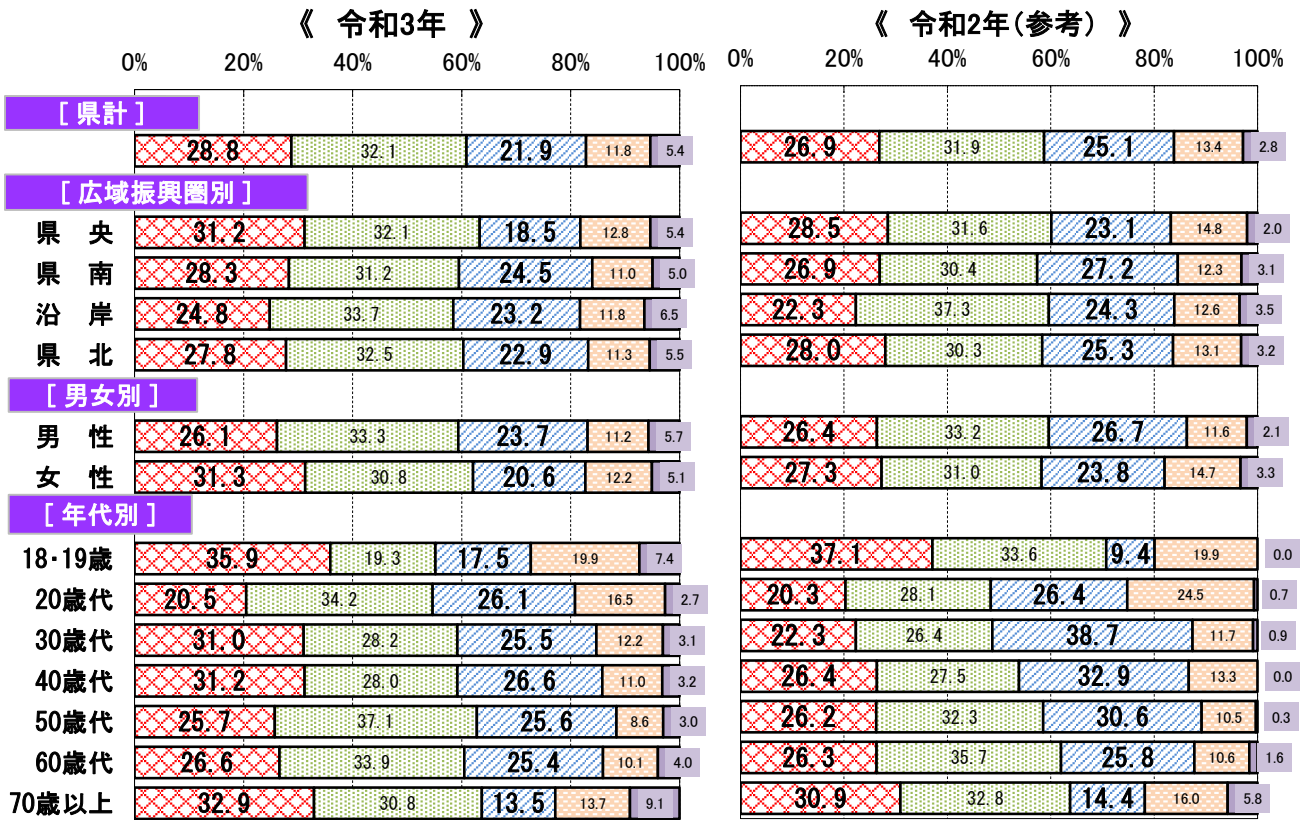 《 令和3年 》 《 令和2年(参考) 》
0% 20% 40% 60% 80% 100% 0% 20% 40% 60% 80% 100%
[ 県計 ]
28.8 32.1 21.9 11.8 5.4 26.9 31.9 25.1 13.4 2.8
[ 広域振興圏別 ]
県 央 31.2 32.1 18.5 12.8 5.4 28.5 31.6 23.1 14.8 2.0
県 南 28.3 31.2 24.5 11.0 5.0 26.9 30.4 27.2 12.3 3.1
沿 岸 24.8 33.7 23.2 11.8 6.5 22.3 37.3 24.3 12.6 3.5
県 北 27.8 32.5 22.9 11.3 5.5 28.0 30.3 25.3 13.1 3.2
[ 男女別 ]
男 性 26.1 33.3 23.7 11.2 5.7 26.4 33.2 26.7 11.6 2.1
女 性 31.3 30.8 20.6 12.2 5.1 27.3 31.0 23.8 14.7 3.3
[ 年代別 ]
18・19歳 35.9 19.3 17.5 19.9 7.4 37.1 33.6 9.4 19.9 0.0
20歳代 20.5 34.2 26.1 16.5 2.7 20.3 28.1 26.4 24.5 0.7
30歳代 31.0 28.2 25.5 12.2 3.1 22.3 26.4 38.7 11.7 0.9
40歳代 31.2 28.0 26.6 11.0 3.2 26.4 27.5 32.9 13.3 0.0
50歳代 25.7 37.1 25.6 8.6 3.0 26.2 32.3 30.6 10.5 0.3
60歳代 26.6 33.9 25.4 10.1 4.0 26.3 35.7 25.8 10.6 1.6
70歳以上 32.9 30.8 13.5 13.7 9.1 30.9 32.8 14.4 16.0 5.8